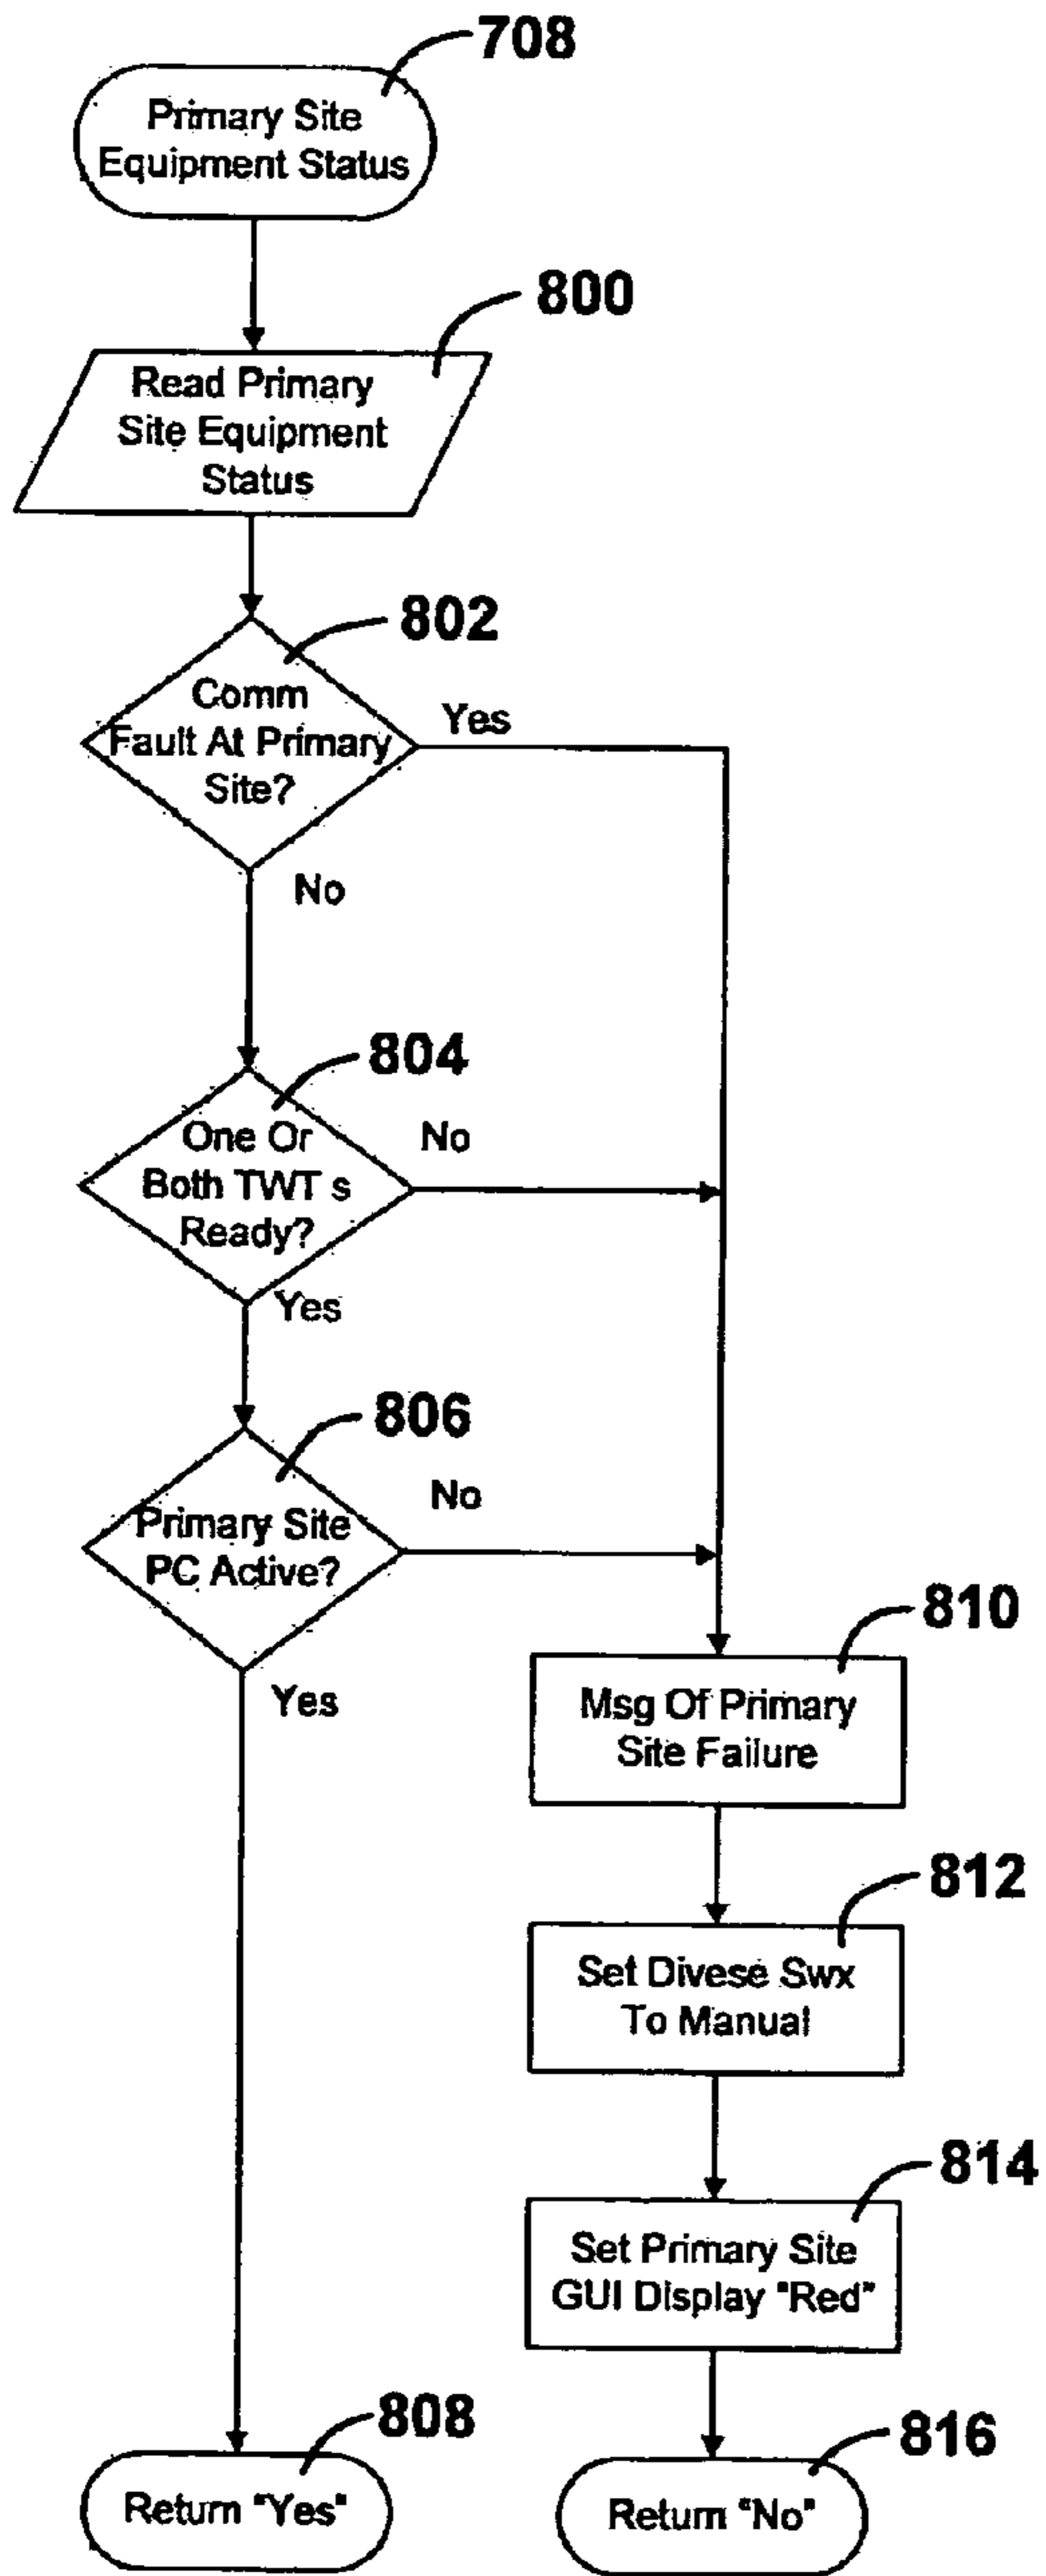 708
Primary Site
Equipment Status
800
Read Primary
Site Equipment
Status
802
Comm
Fault At Primary
Site?
Yes
No
804
One Or
Both TWT s
Ready?
No
Yes
806
Primary Site
PC Active?
No
Yes
810
Msg Of Primary
Site Failure
812
Set Divese Swx
To Manual
814
Set Primary Site
GUI Display "Red"
808
Return "Yes"
816
Return "No"